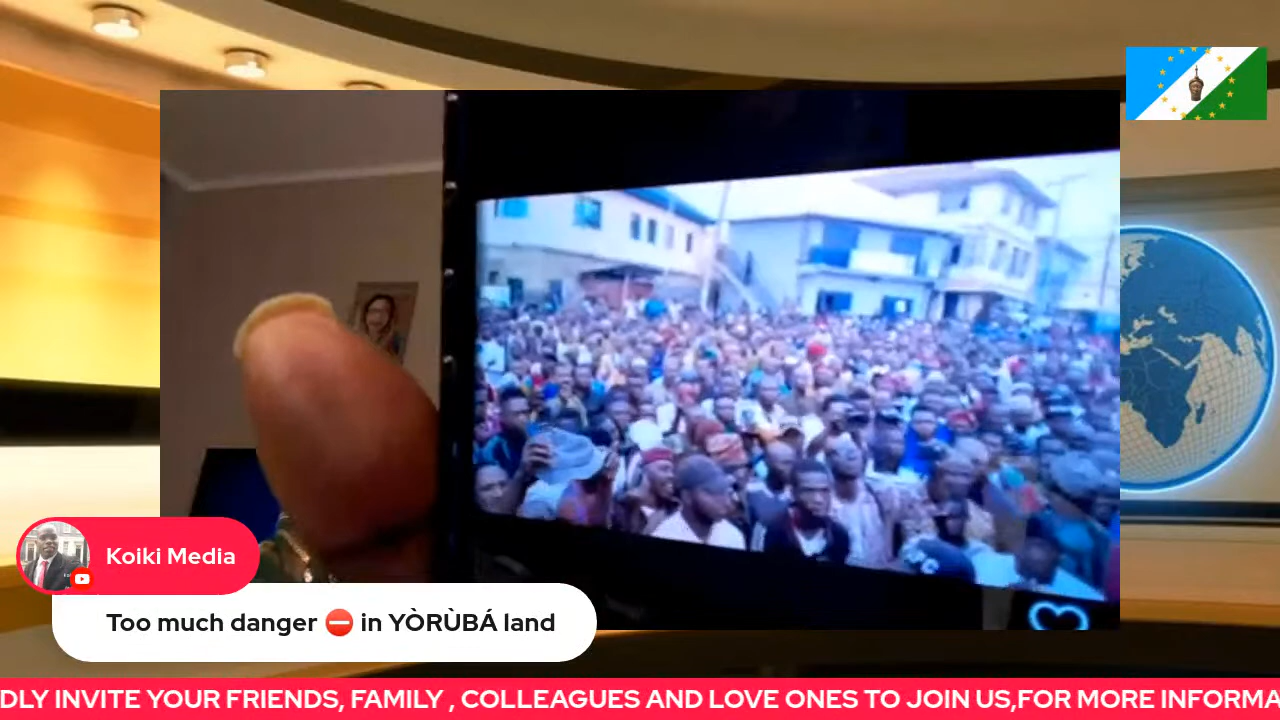 Koiki Media
Too much danger ⛔ in YÒRÙBÁ land
DLY INVITE YOUR FRIENDS, FAMILY , COLLEAGUES AND LOVE ONES TO JOIN US,FOR MORE INFORMA